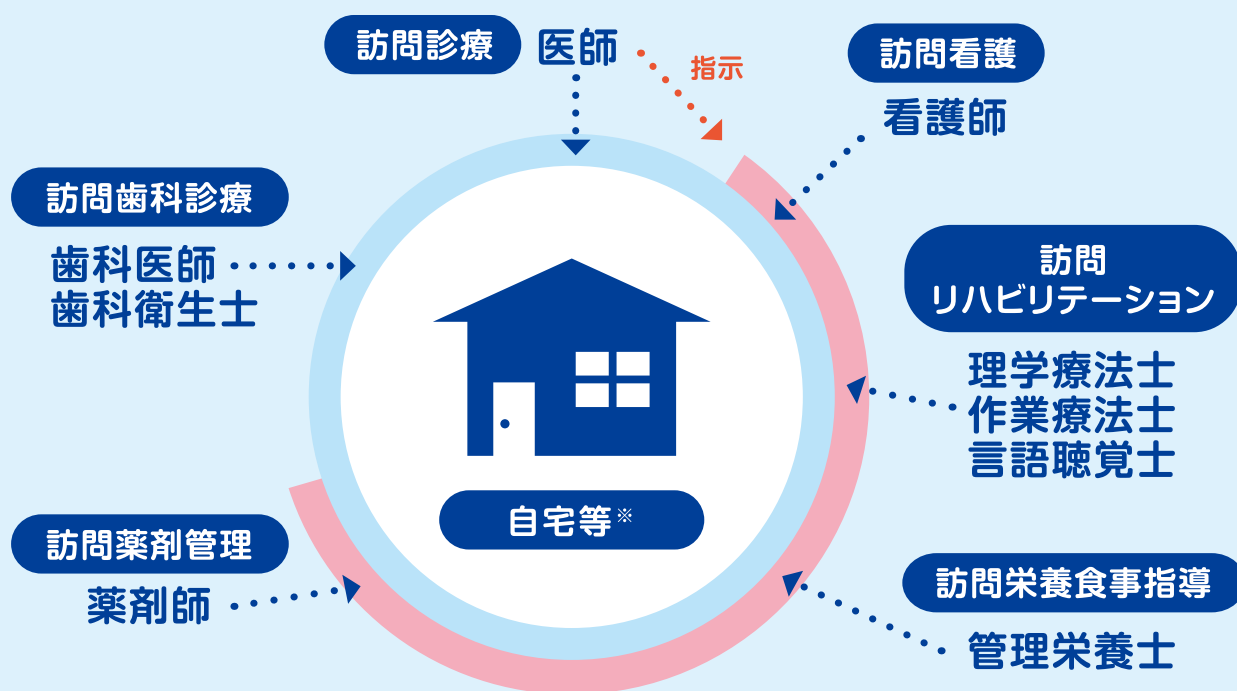 訪問診療
医師
指示
訪問看護
看護師
訪問歯科診療
歯科医師
歯科衛生士
訪問
リハビリテーション
理学療法士
作業療法士
言語聴覚士
自宅等※
訪問薬剤管理
薬剤師
訪問栄養食事指導
管理栄養士